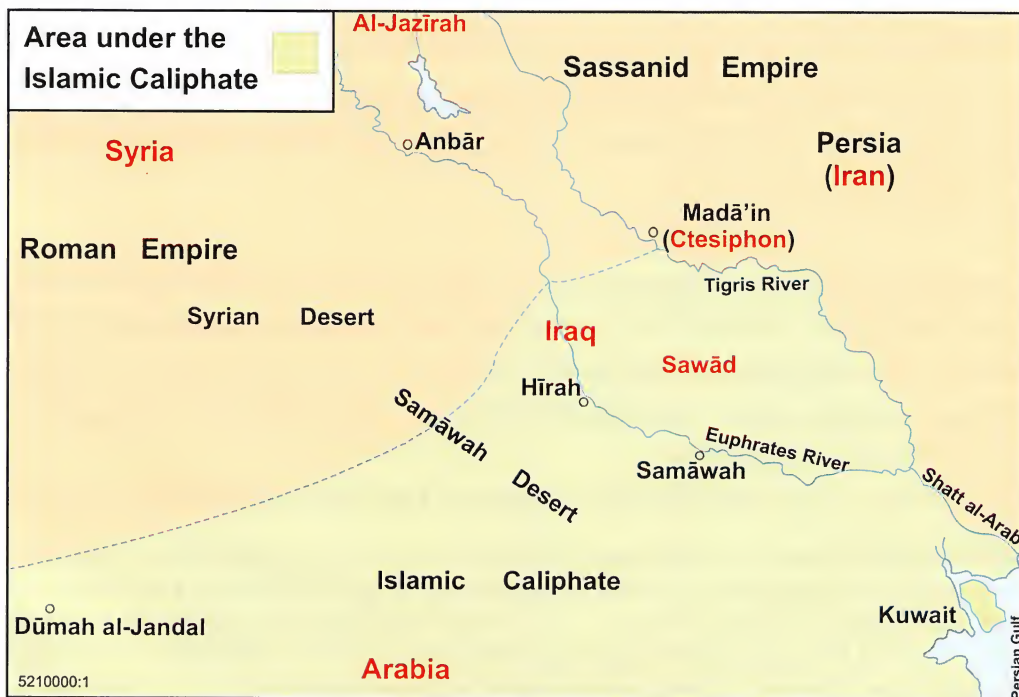 Area under the
Islamic Caliphate
Al-Jazīrah
Sassanid Empire
Syria
Anbār
Persia
(Iran)
Madā’in
(Ctesiphon)
Roman Empire
Tigris River
Syrian Desert
Iraq
Sawād
Hīrah
Samāwah Desert
Euphrates River
Samāwah
Shatt al-Arab
Islamic Caliphate
Kuwait
Dūmah al-Jandal
Persian Gulf
Arabia
5210000:1